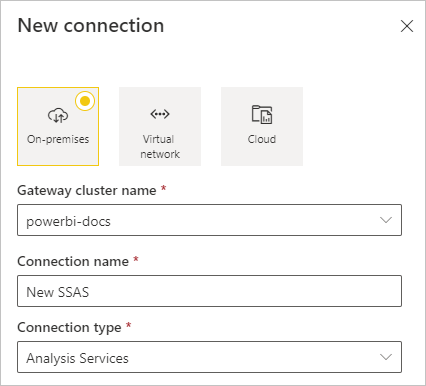 New connection
On-premises
Virtual
network
Cloud
Gateway cluster name *
powerbi-docs
Connection name *
New SSAS
Connection type *
Analysis Services